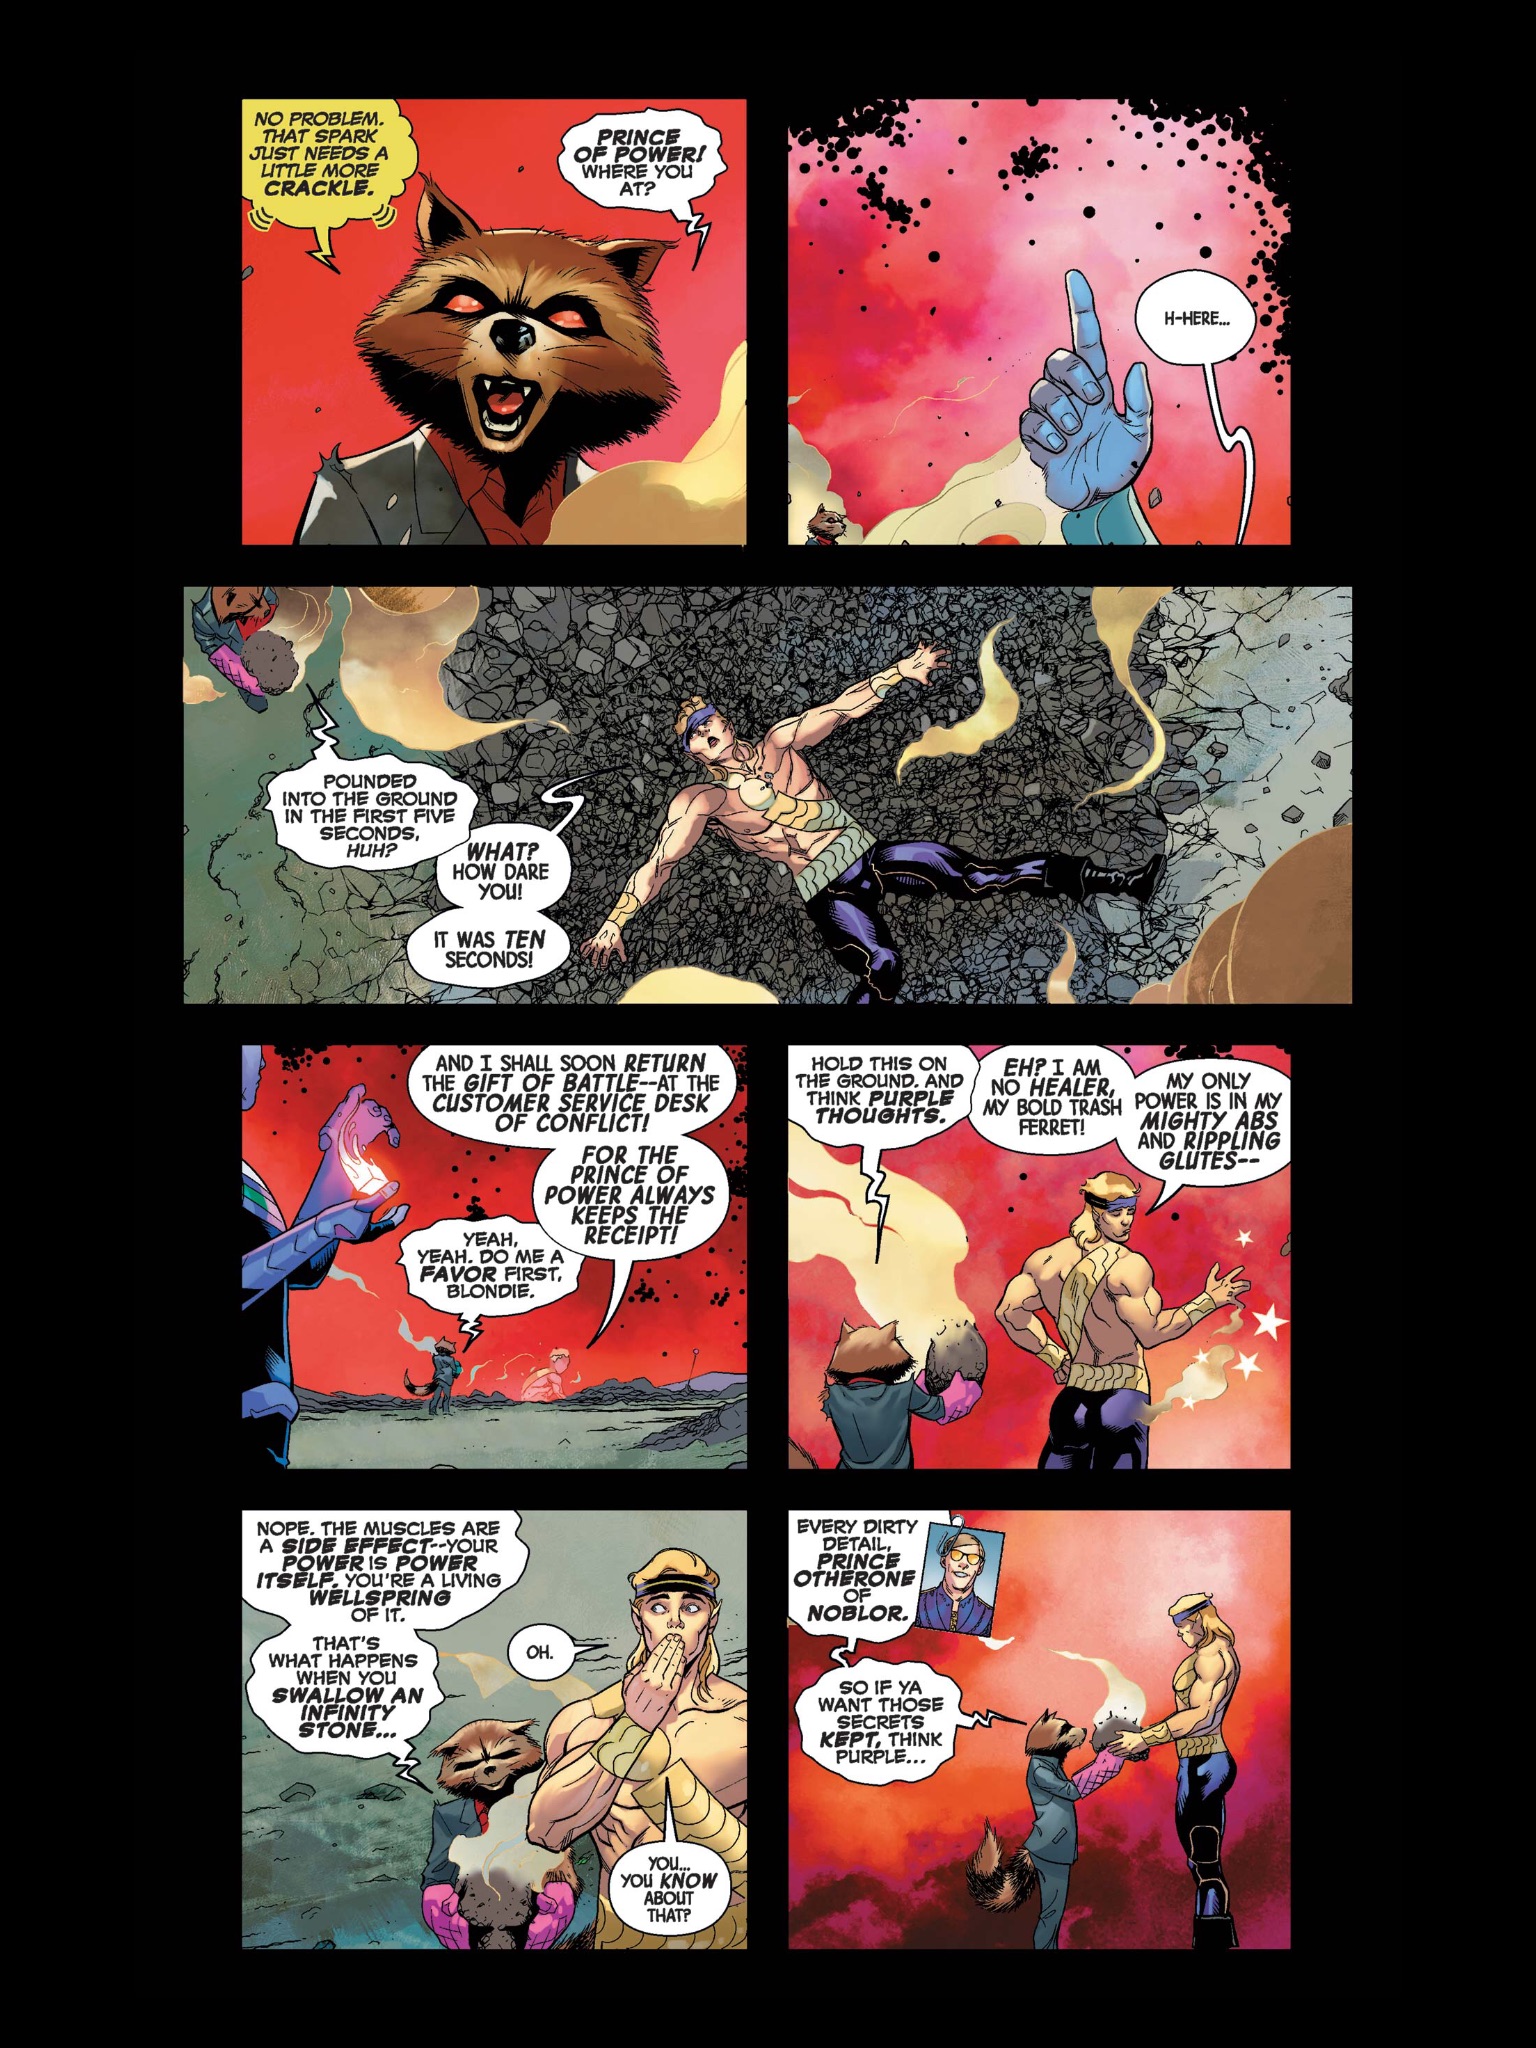 NO PROBLEM.
THAT SPARK
JUST NEEDS A
LITTLE MORE
CRACKLE.
PRINCE
OF POWER!
WHERE YOU
AT?
H-HERE...
POUNDED
INTO THE GROUND
IN THE FIRST FIVE
SECONDS,
HUH?
WHAT?
HOW DARE
YOU!
IT WAS TEN
SECONDS!
AND I SHALL SOON RETURN
THE GIFT OF BATTLE--AT THE
CUSTOMER SERVICE DESK
OF CONFLICT!
FOR THE
PRINCE OF
POWER ALWAYS
KEEPS THE
RECEIPT!
YEAH,
YEAH. DO ME A
FAVOR FIRST,
BLONDIE.
HOLD THIS ON
THE GROUND. AND
THINK PURPLE
THOUGHTS.
EH? I AM
NO HEALER,
MY BOLD TRASH
FERRET!
MY ONLY
POWER IS IN MY
MIGHTY ABS
AND RIPPLING
GLUTES--
NOPE. THE MUSCLES ARE
A SIDE EFFECT--YOUR
POWER IS POWER
ITSELF. YOU'RE A LIVING
WELLSPRING
OF IT.
THAT'S
WHAT HAPPENS
WHEN YOU
SWALLOW AN
INFINITY
STONE...
OH.
YOU...
YOU KNOW
ABOUT
THAT?
EVERY DIRTY
DETAIL,
PRINCE
OTHERONE
OF
NOBLOR.
SO IF YA
WANT THOSE
SECRETS
KEPT, THINK
PURPLE...